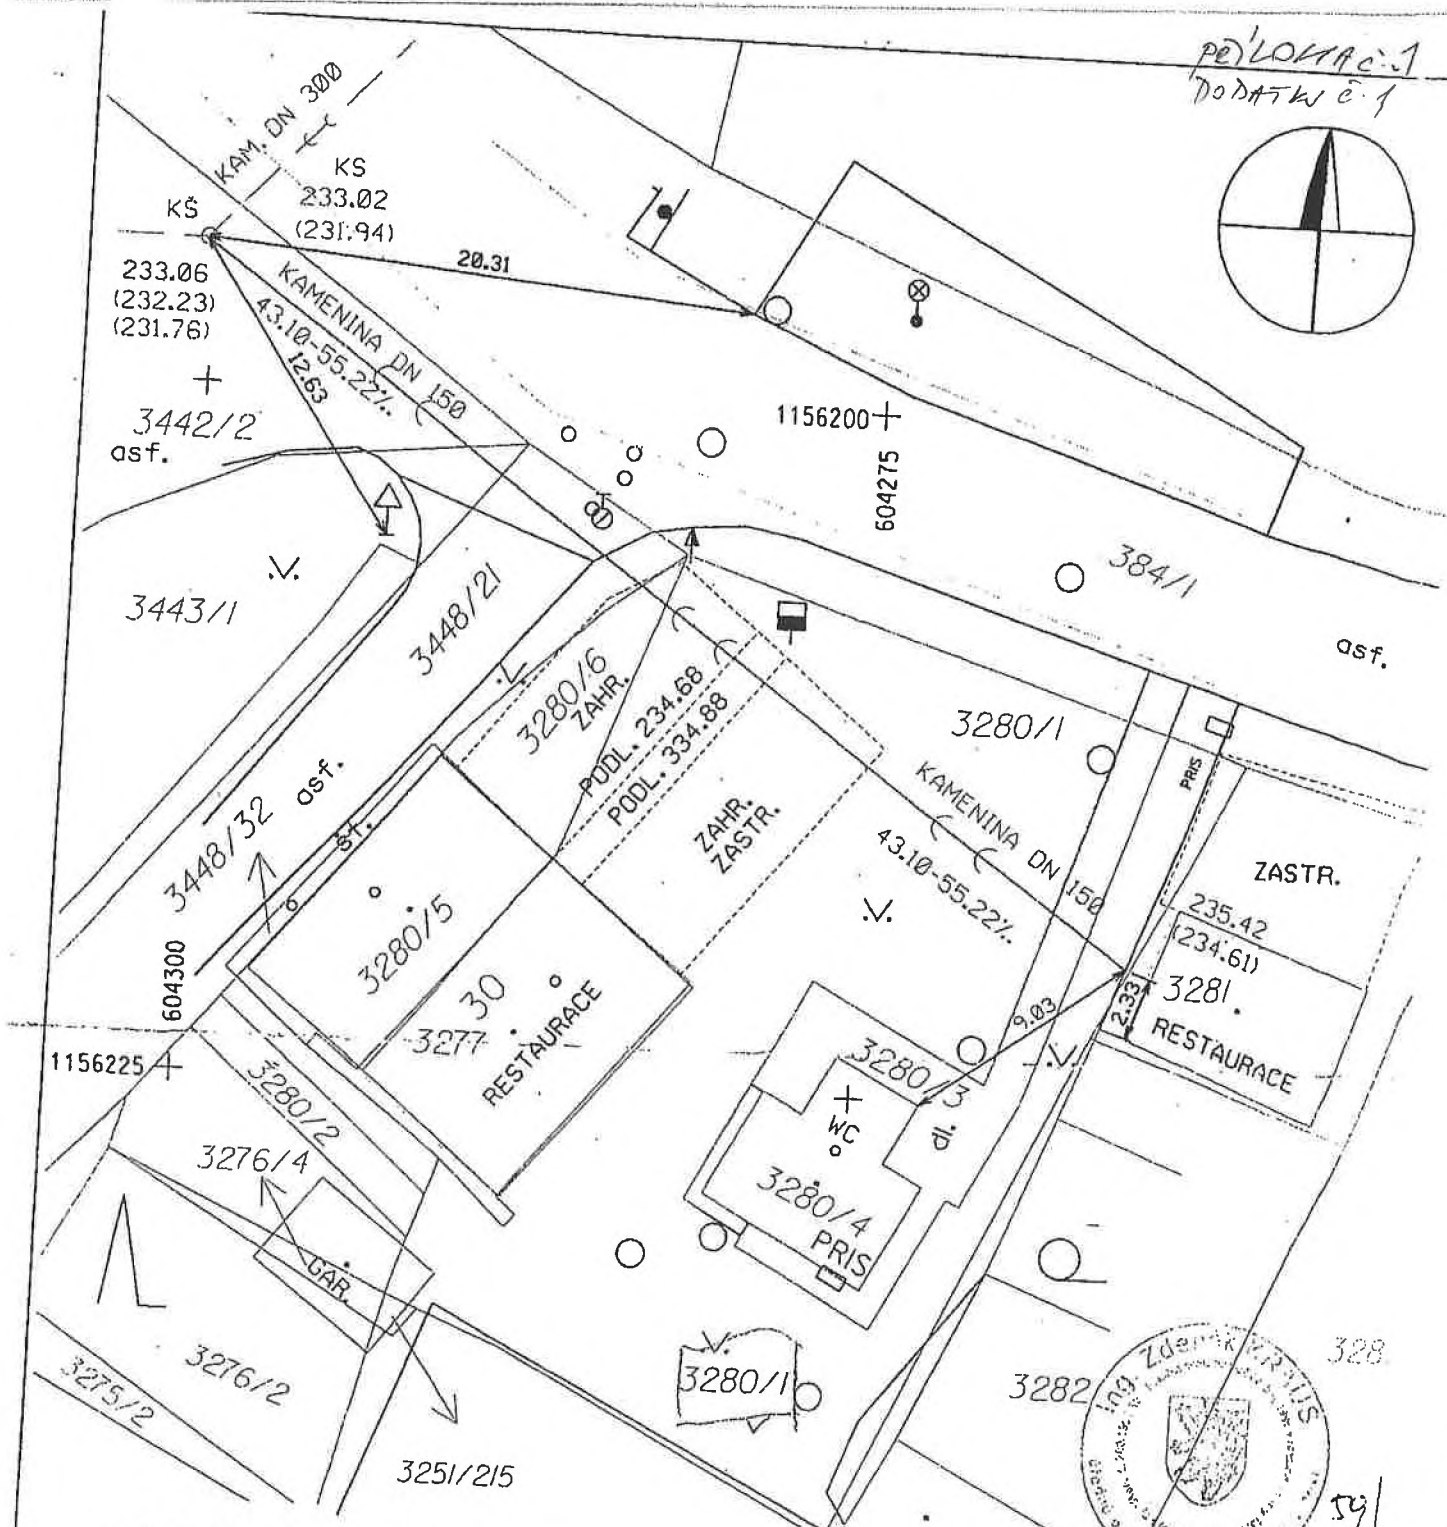 PŘÍLOHA č.1
DODATKU č.1
KAM. DN 300
KS
233.02
(231.94)
KŠ
233.06
(232.23)
(231.76)
20.31
KAMENINA DN 150
43.10-55.22‰
12.63
3442/2
asf.
1156200
604275
384/1
asf.
3443/1
3448/21
3280/6
ZAHR.
PODL. 234.68
PODL. 334.88
3280/1
PRIS
KAMENINA DN 150
43.10-55.22‰
ZAHR.
ZASTR.
asf.
3448/32
št.
ZASTR.
235.42
(234.61)
3281
RESTAURACE
3280/5
30
3277
RESTAURACE
604300
1156225
9.03
2.33
3280/3
dl.
WC
3280/4
PRIS
3280/2
3276/4
GAR.
3276/2
3275/2
3251/215
3280/1
3282
328
Ing. Zdeněk VRAUS
591